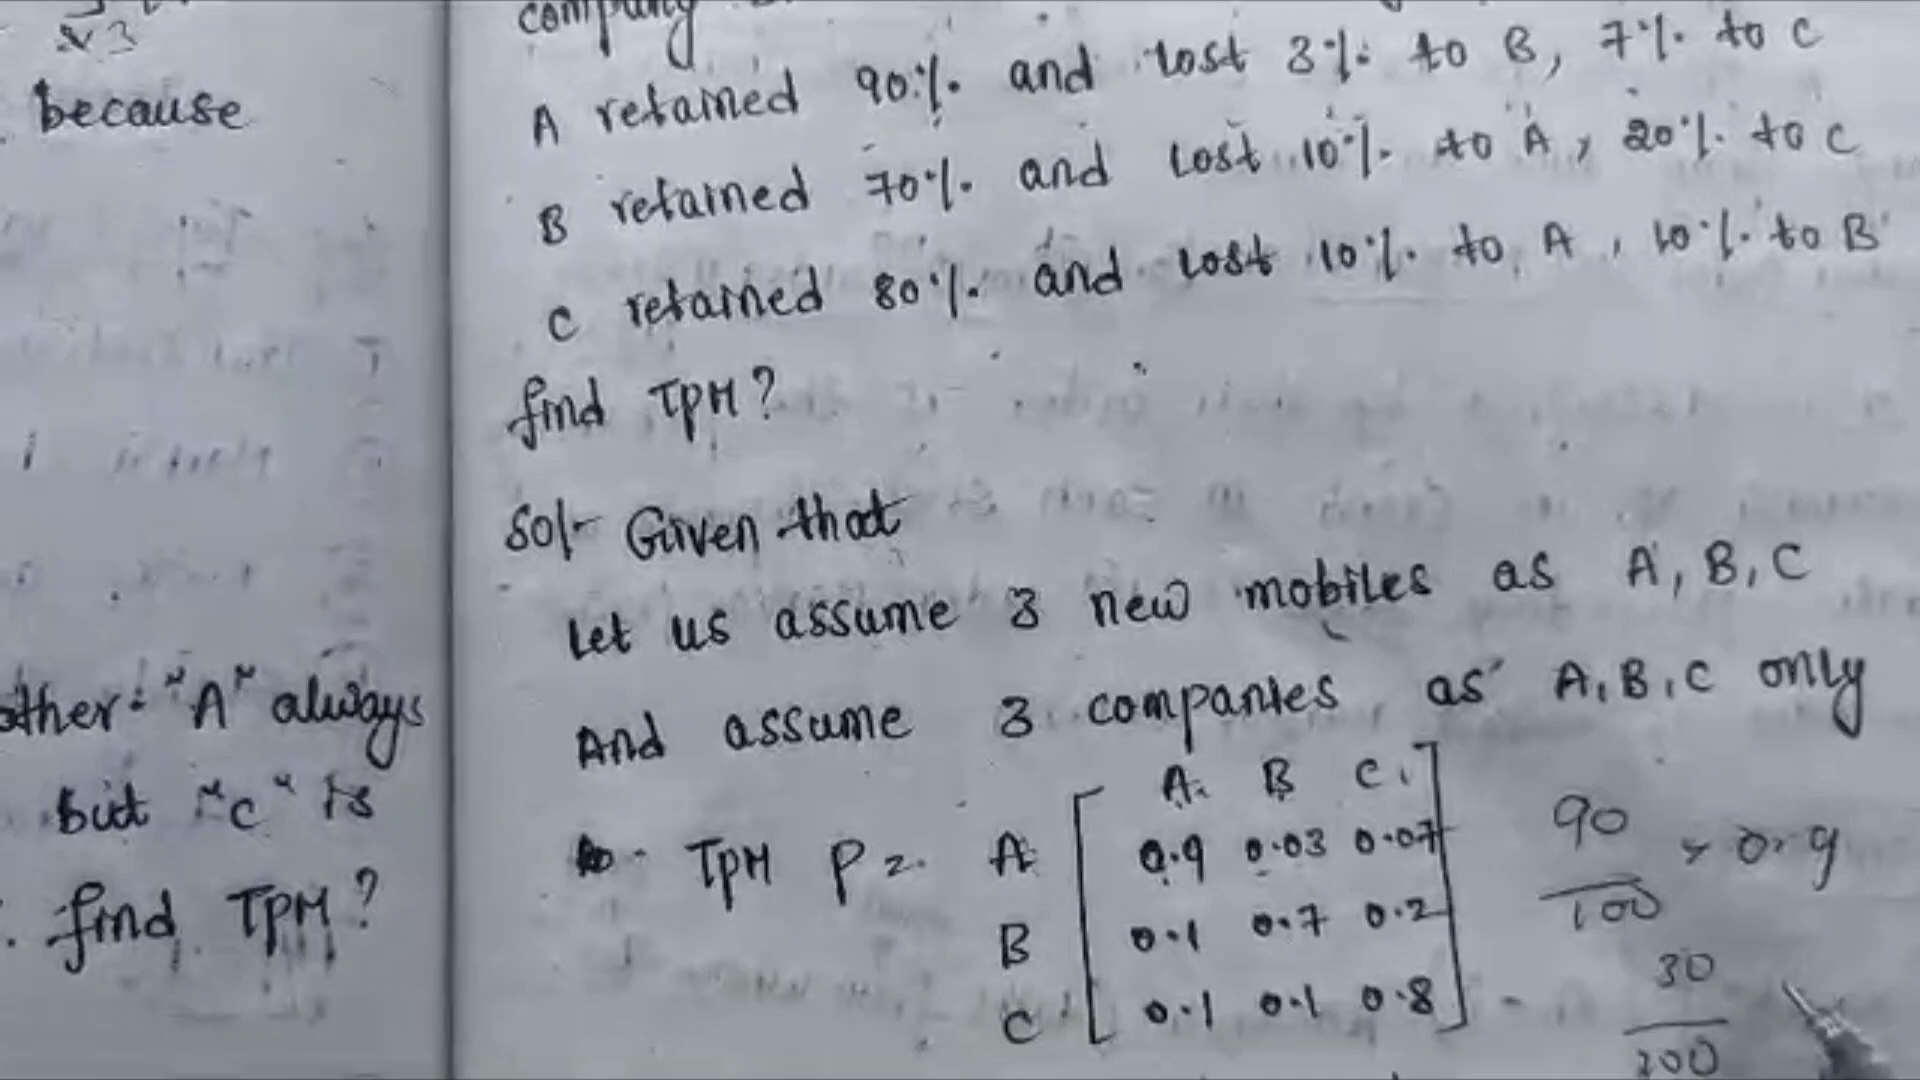 √3
because
other: "A" always
but "C" is
find TPM?
company
A retained 90%. and lost 3% to B, 7%. to C
B retained 70%. and lost 10%. to A, 20%. to C
C retained 80%. and lost 10%. to A, 10%. to B
find TPM?
Sol- Given that
Let us assume 3 new mobiles as A, B, C
And assume 3 companies as A, B, C only
A B C
TPM P = A 0.9 0.03 0.07
B 0.1 0.7 0.2
C 0.1 0.1 0.8
90
100
0.9
30
100